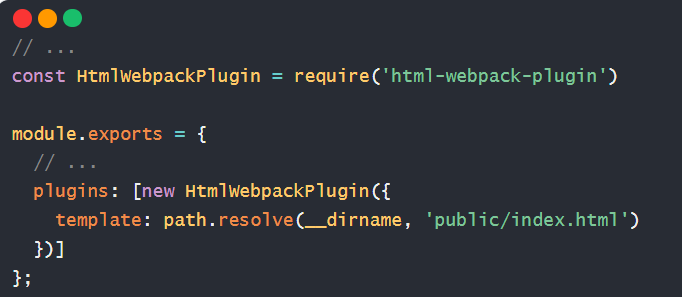 // ...
const HtmlWebpackPlugin = require('html-webpack-plugin')

module.exports = {
  // ...
  plugins: [new HtmlWebpackPlugin({
    template: path.resolve(__dirname, 'public/index.html')
  })]
};